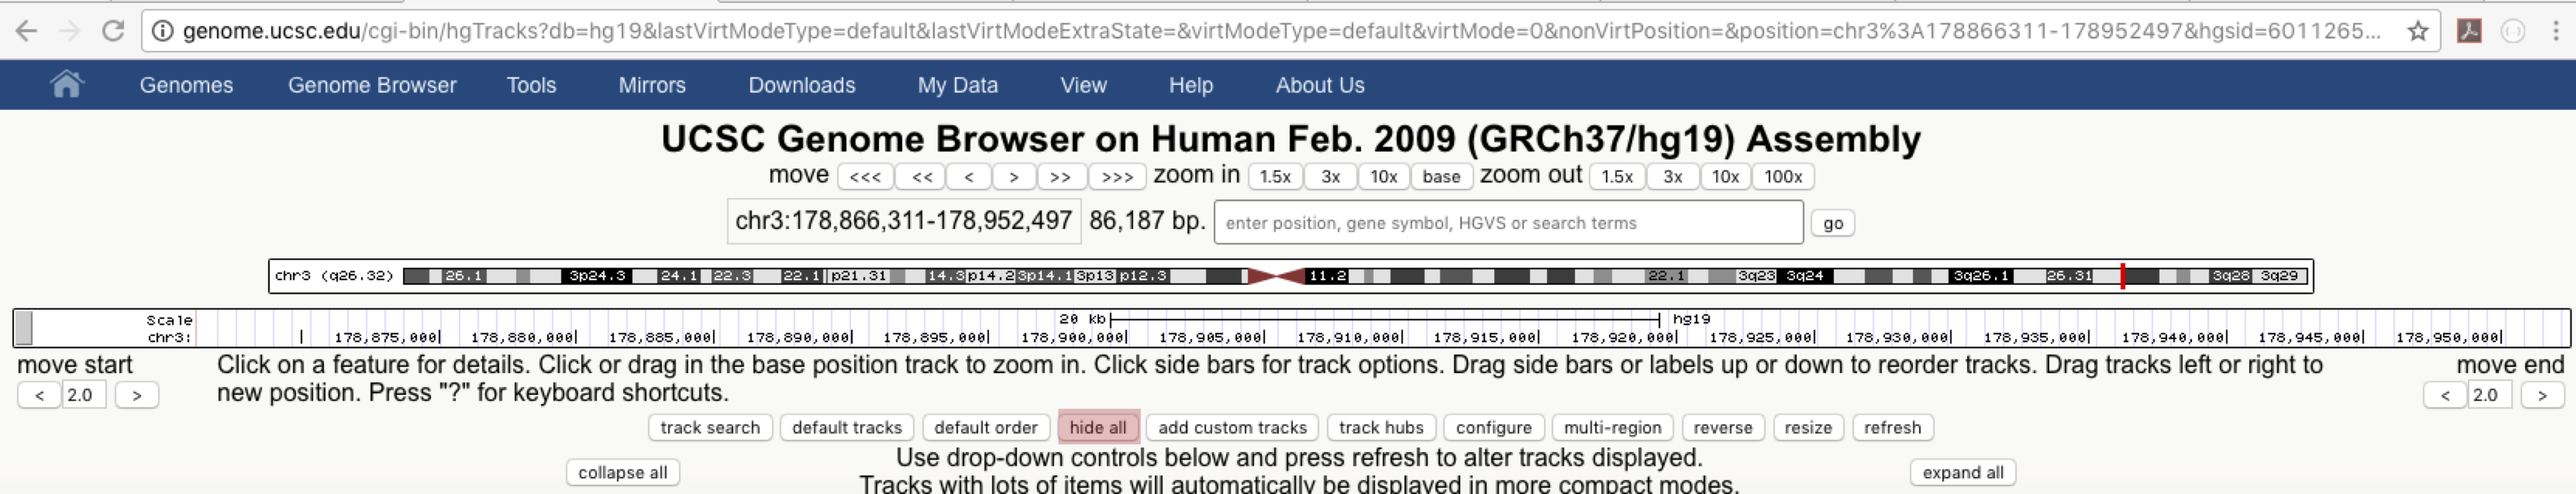 genome.ucsc.edu/cgi-bin/hgTracks?db=hg19&lastVirtModeType=default&lastVirtModeExtraState=&virtModeType=default&virtMode=0&nonVirtPosition=&position=chr3%3A178866311-178952497&hgsid=6011265...
Genomes Genome Browser Tools Mirrors Downloads My Data View Help About Us
UCSC Genome Browser on Human Feb. 2009 (GRCh37/hg19) Assembly
move <<< << < > >> >>> zoom in 1.5x 3x 10x base zoom out 1.5x 3x 10x 100x
chr3:178,866,311-178,952,497 86,187 bp. enter position, gene symbol, HGVS or search terms go
chr3 (q26.32) 26.1 3p24.3 24.1 22.3 22.1 p21.31 14.3 p14.2 3p14.1 3p13 p12.3 11.2 22.1 3q23 3q24 3q26.1 26.31 3q28 3q29
Scale 20 kb hg19
chr3: 178,875,000| 178,880,000| 178,885,000| 178,890,000| 178,895,000| 178,900,000| 178,905,000| 178,910,000| 178,915,000| 178,920,000| 178,925,000| 178,930,000| 178,935,000| 178,940,000| 178,945,000| 178,950,000|
move start Click on a feature for details. Click or drag in the base position track to zoom in. Click side bars for track options. Drag side bars or labels up or down to reorder tracks. Drag tracks left or right to move end
< 2.0 > new position. Press "?" for keyboard shortcuts. < 2.0 >
track search default tracks default order hide all add custom tracks track hubs configure multi-region reverse resize refresh
collapse all Use drop-down controls below and press refresh to alter tracks displayed. expand all
Tracks with lots of items will automatically be displayed in more compact modes.